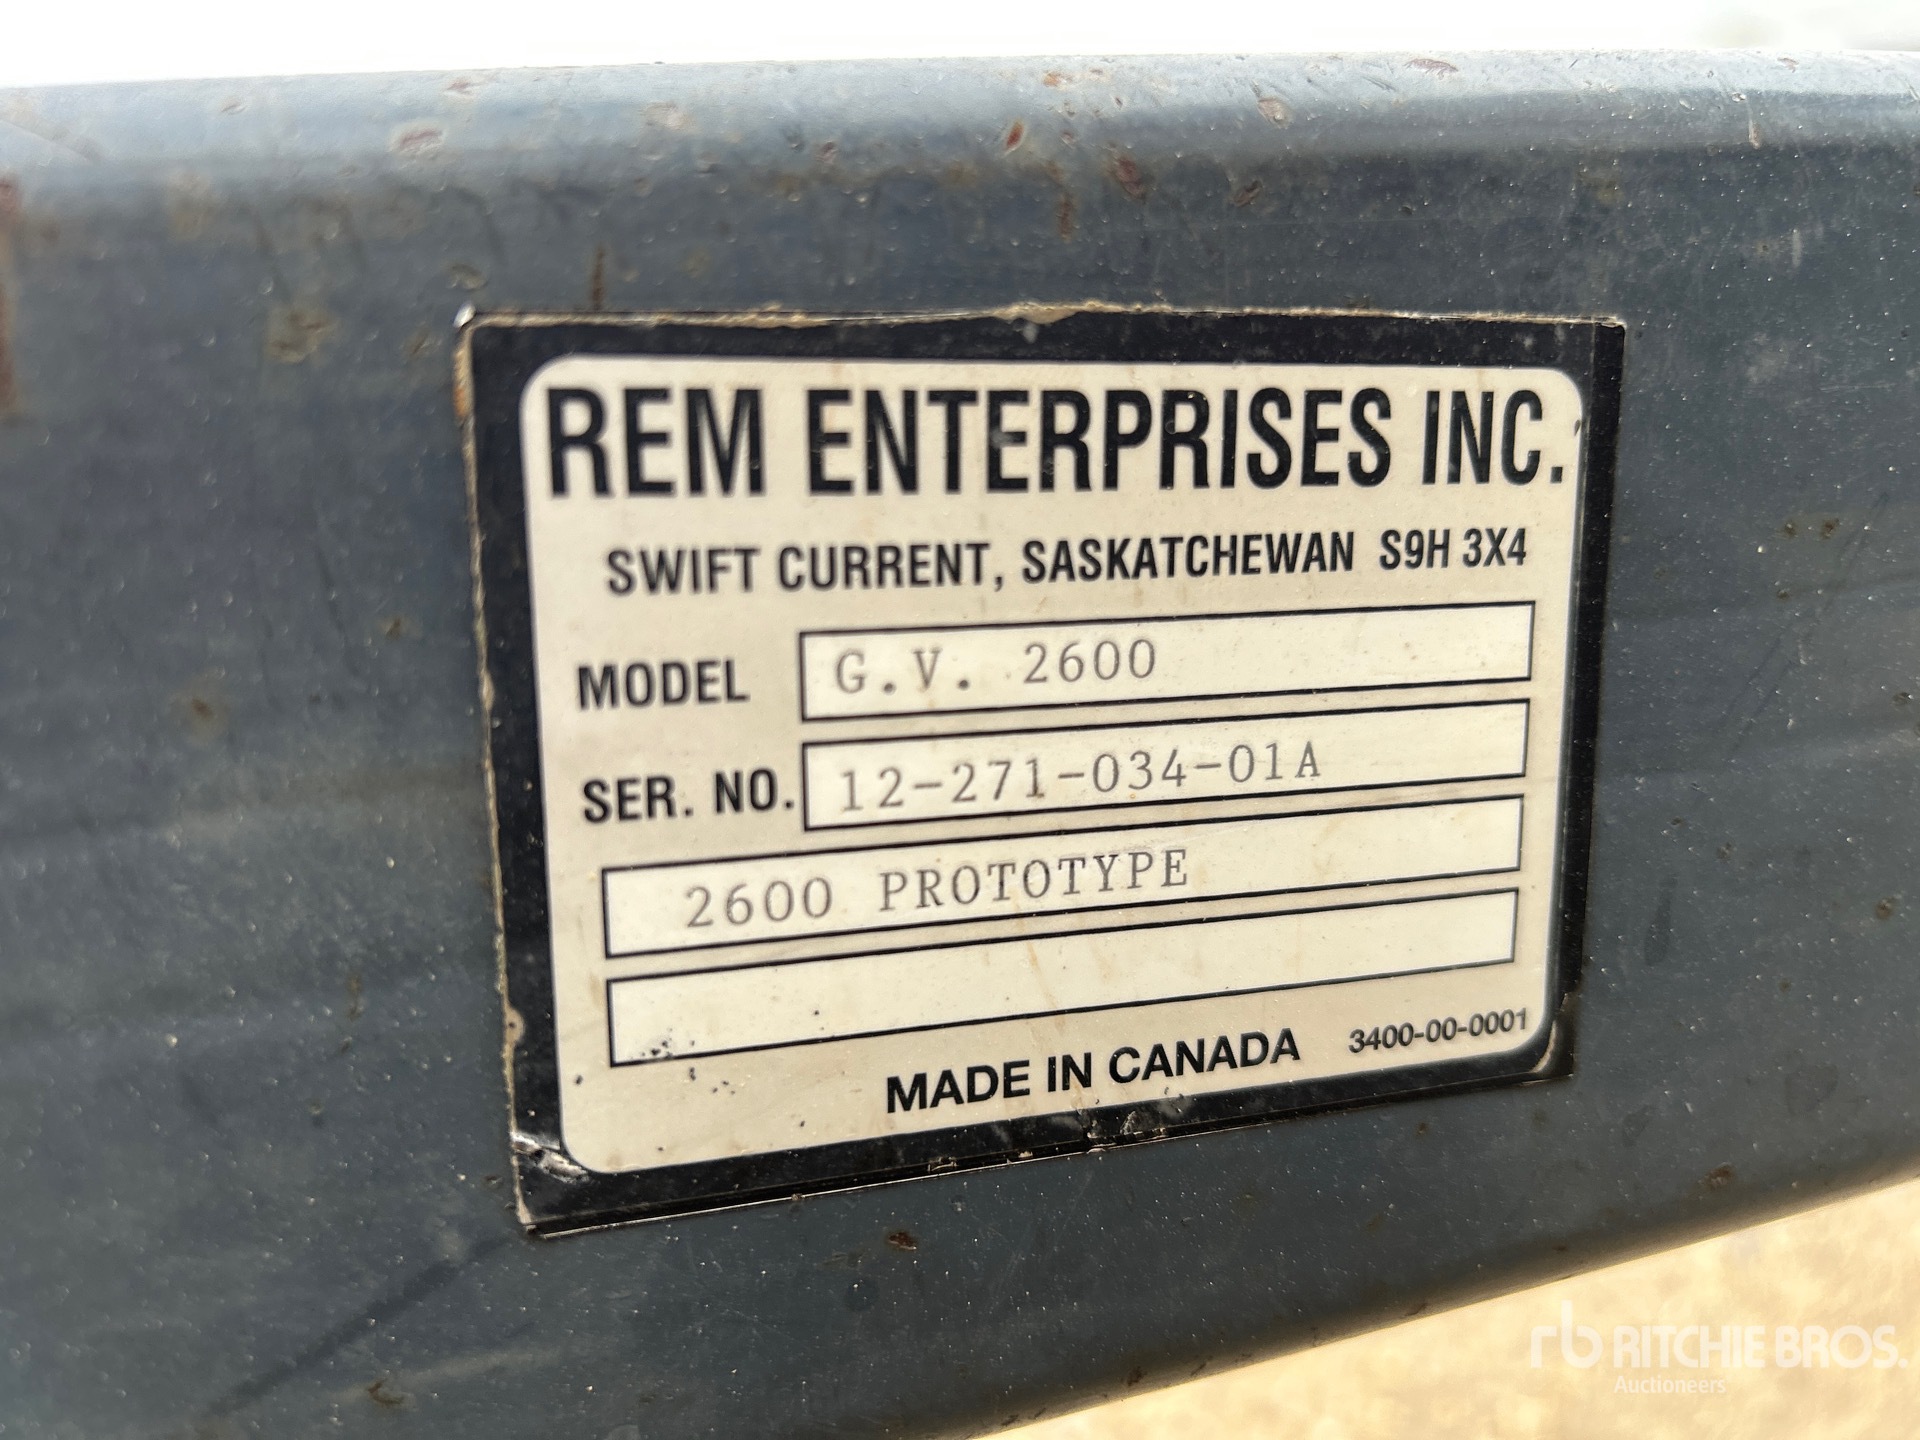 REM ENTERPRISES INC.
SWIFT CURRENT, SASKATCHEWAN S9H 3X4
MODEL G.V. 2600
SER. NO. 12-271-034-01A
2600 PROTOTYPE
MADE IN CANADA 3400-00-0001
rb RITCHIE BROS.
Auctioneers